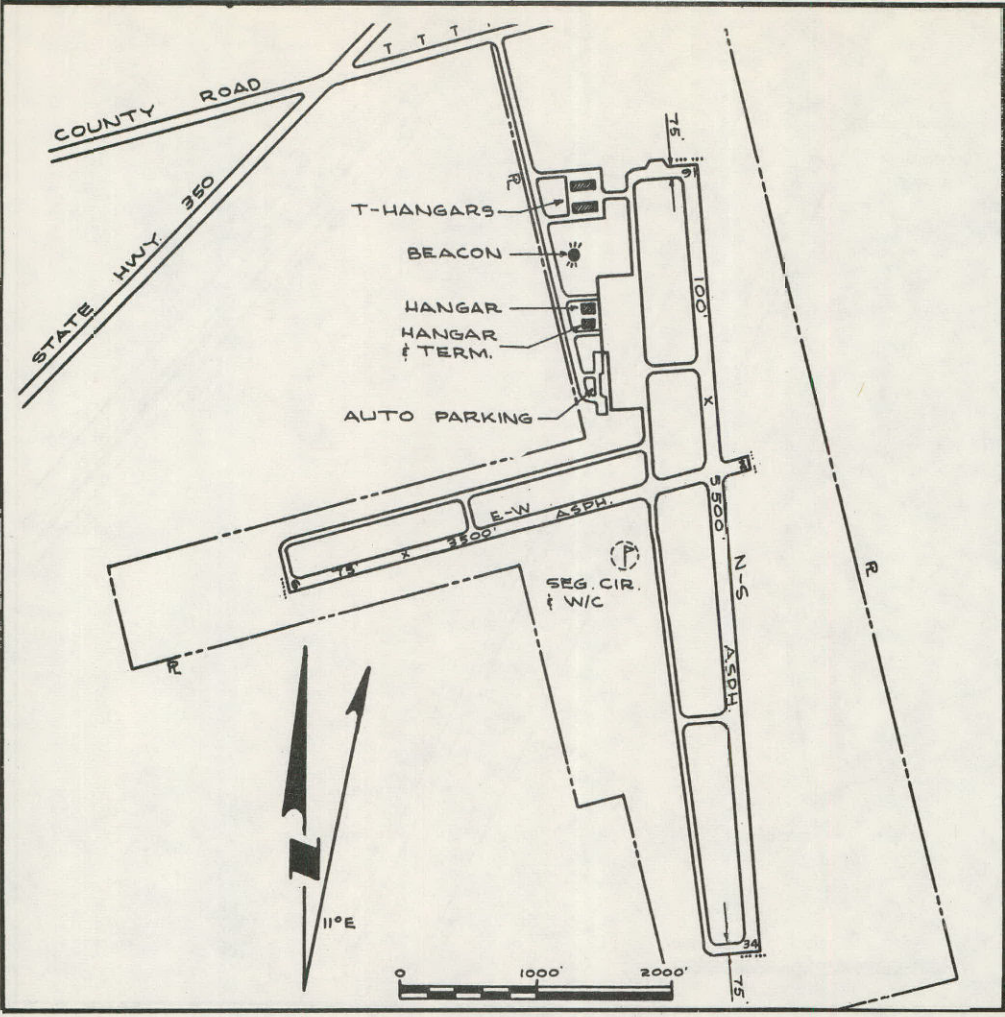 T T T
COUNTY ROAD
STATE HWY. 350
T-HANGARS
BEACON
HANGAR
HANGAR
& TERM.
AUTO PARKING
75'
16
100'
X
5500'
N-S
ASPH.
34
75'
E-W ASPH.
3500'
X
75'
SEG. CIR.
& W/C
11°E
0 1000' 2000'